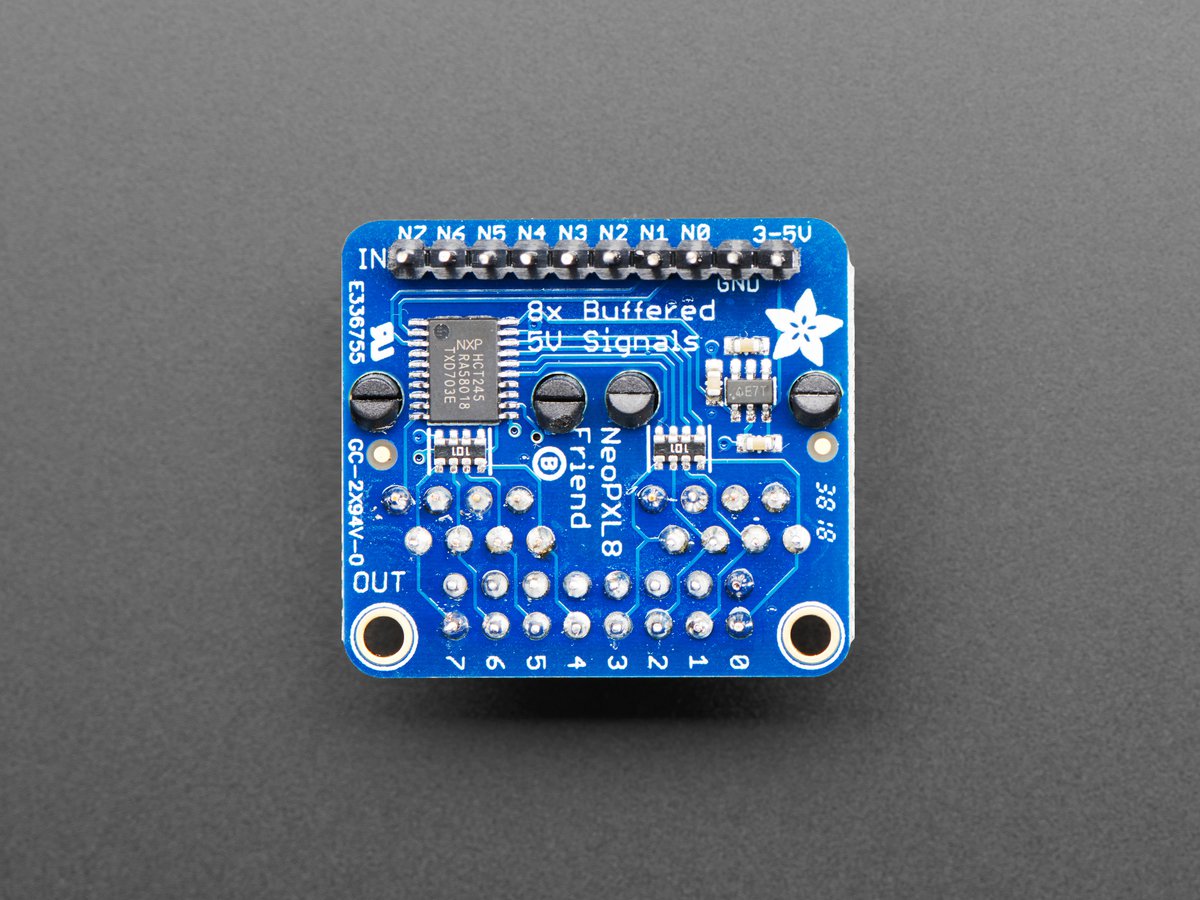 N7 N6 N5 N4 N3 N2 N1 N0 3-5V
IN
GND
E336755
8x Buffered
5V Signals
NXP
HCT245
RA58018
TXD703E
4E7T
101
101
NeoPXL8
Friend
B
GC-2X94V-0
38 18
OUT
7 6 5 4 3 2 1 0